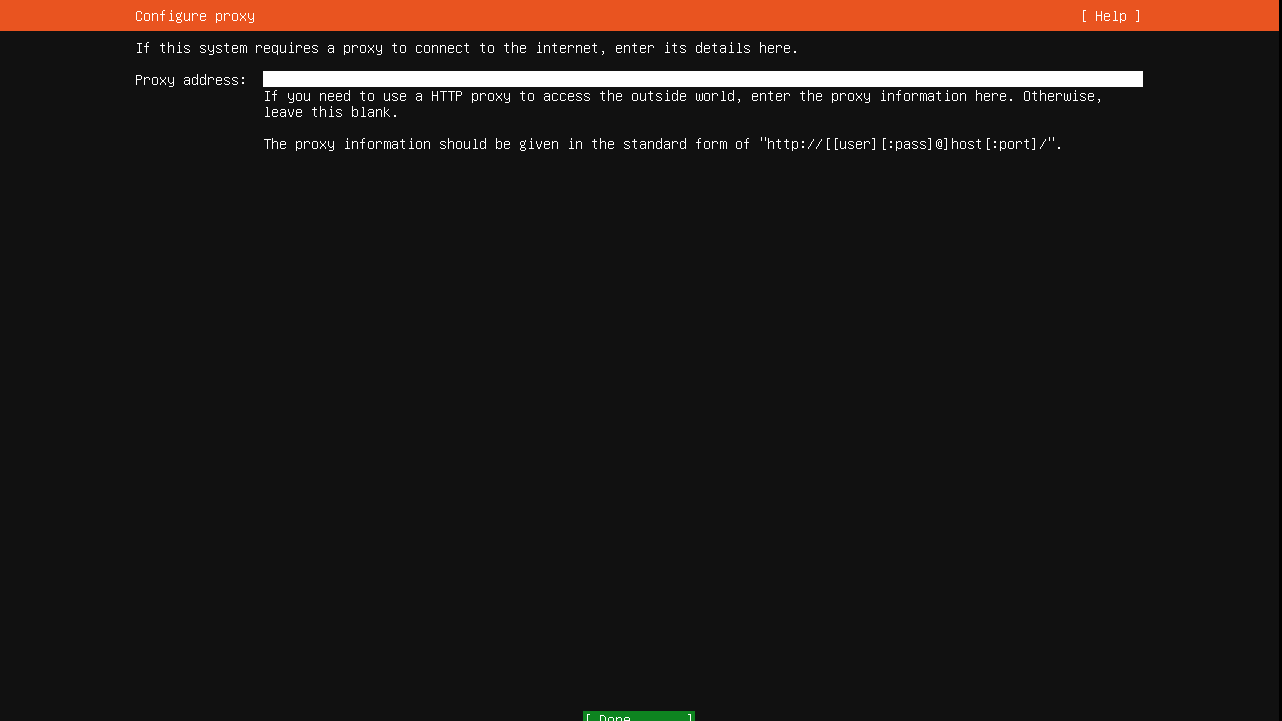 Configure proxy [ Help ]
If this system requires a proxy to connect to the internet, enter its details here.
Proxy address:
If you need to use a HTTP proxy to access the outside world, enter the proxy information here. Otherwise,
leave this blank.
The proxy information should be given in the standard form of "http://[[user][:pass]@]host[:port]/".
[ Done ]